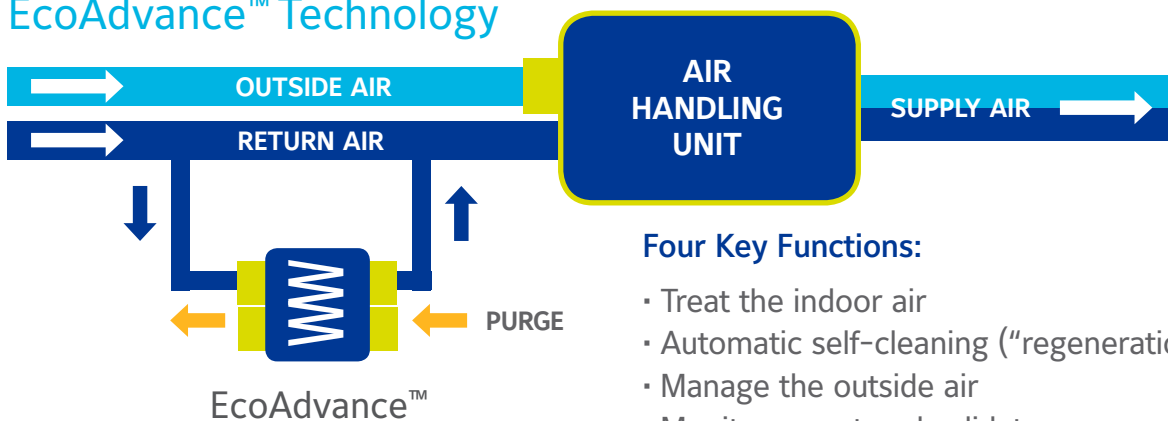 EcoAdvance™ Technology
OUTSIDE AIR
RETURN AIR
AIR
HANDLING
UNIT
SUPPLY AIR
PURGE
EcoAdvance™
Four Key Functions:
· Treat the indoor air
· Automatic self-cleaning (“regeneratio
· Manage the outside air